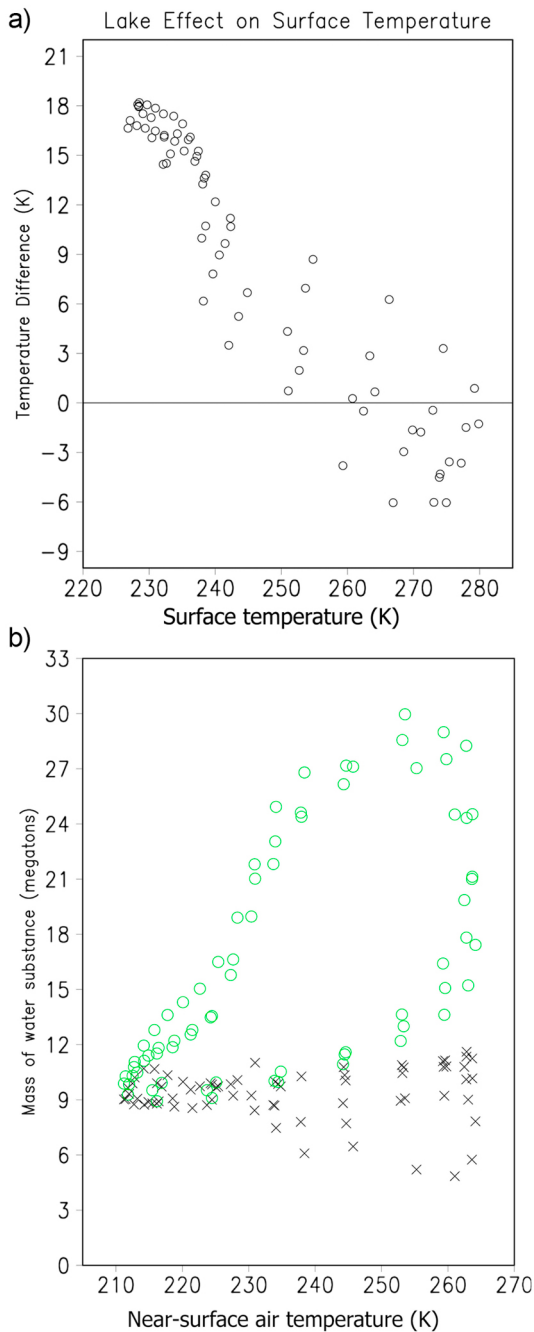 a) Lake Effect on Surface Temperature
21
18
15
12
9
6
3
0
-3
-6
-9
Temperature Difference (K)
220 230 240 250 260 270 280
Surface temperature (K)
b)
33
30
27
24
21
18
15
12
9
6
3
0
Mass of water substance (megatons)
210 220 230 240 250 260 270
Near-surface air temperature (K)